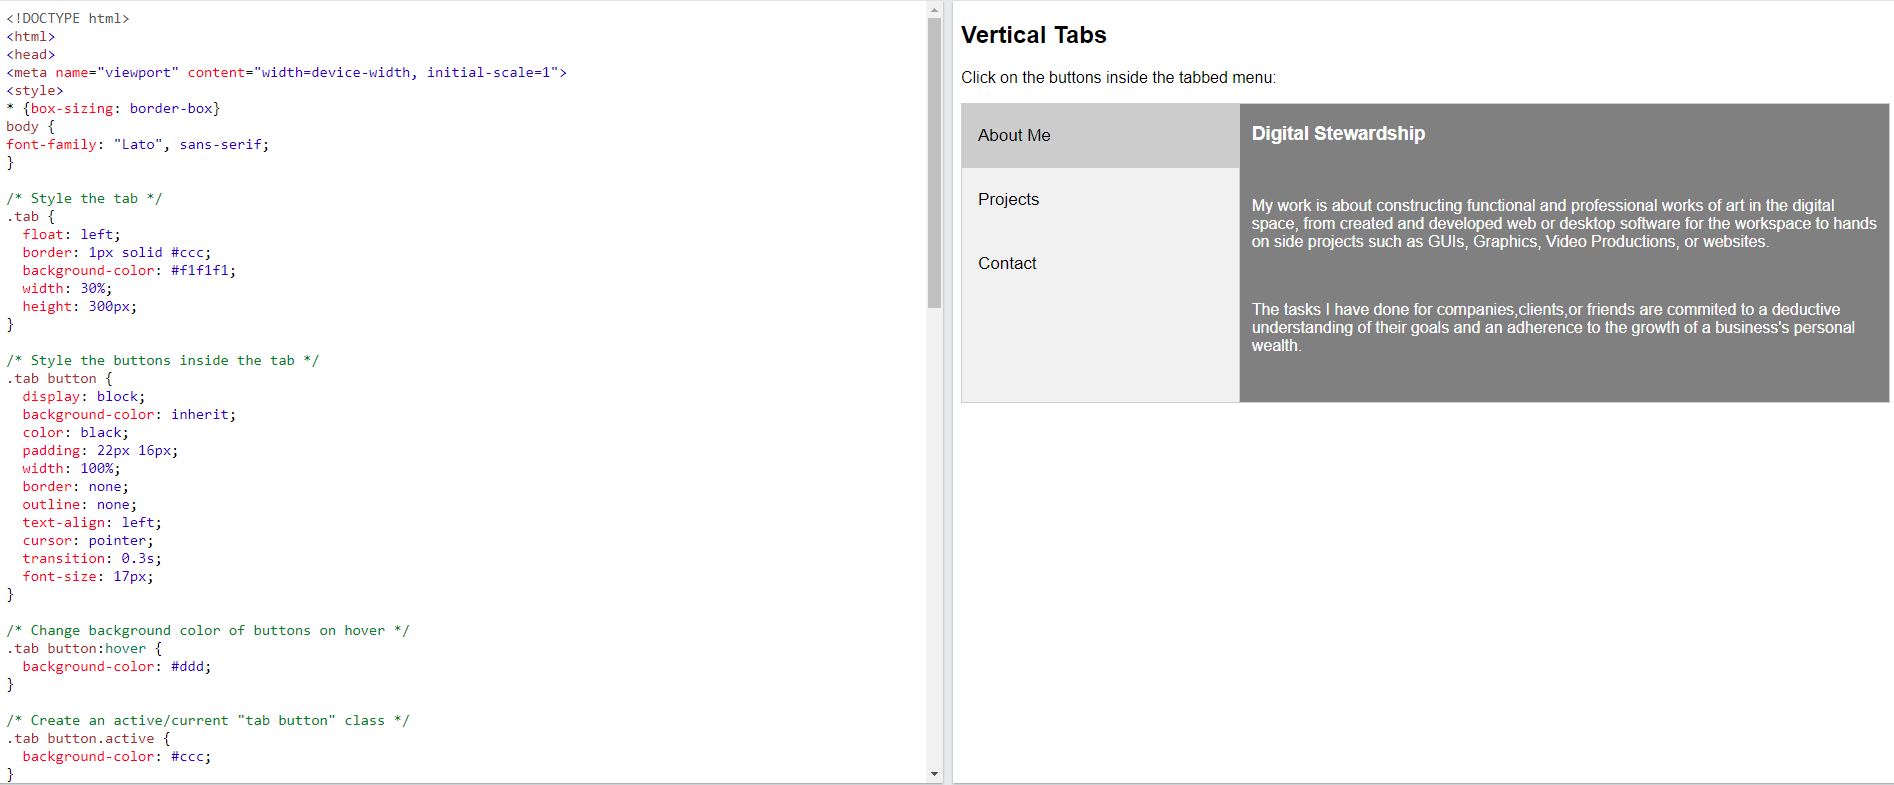 <!DOCTYPE html>
<html>
<head>
<meta name="viewport" content="width=device-width, initial-scale=1">
<style>
* {box-sizing: border-box}
body {
font-family: "Lato", sans-serif;
}
/* Style the tab */
.tab {
  float: left;
  border: 1px solid #ccc;
  background-color: #f1f1f1;
  width: 30%;
  height: 300px;
}
/* Style the buttons inside the tab */
.tab button {
  display: block;
  background-color: inherit;
  color: black;
  padding: 22px 16px;
  width: 100%;
  border: none;
  outline: none;
  text-align: left;
  cursor: pointer;
  transition: 0.3s;
  font-size: 17px;
}
/* Change background color of buttons on hover */
.tab button:hover {
  background-color: #ddd;
}
/* Create an active/current "tab button" class */
.tab button.active {
  background-color: #ccc;
}
Vertical Tabs
Click on the buttons inside the tabbed menu:
About Me
Projects
Contact
Digital Stewardship
My work is about constructing functional and professional works of art in the digital
space, from created and developed web or desktop software for the workspace to hands
on side projects such as GUIs, Graphics, Video Productions, or websites.
The tasks I have done for companies,clients,or friends are commited to a deductive
understanding of their goals and an adherence to the growth of a business's personal
wealth.